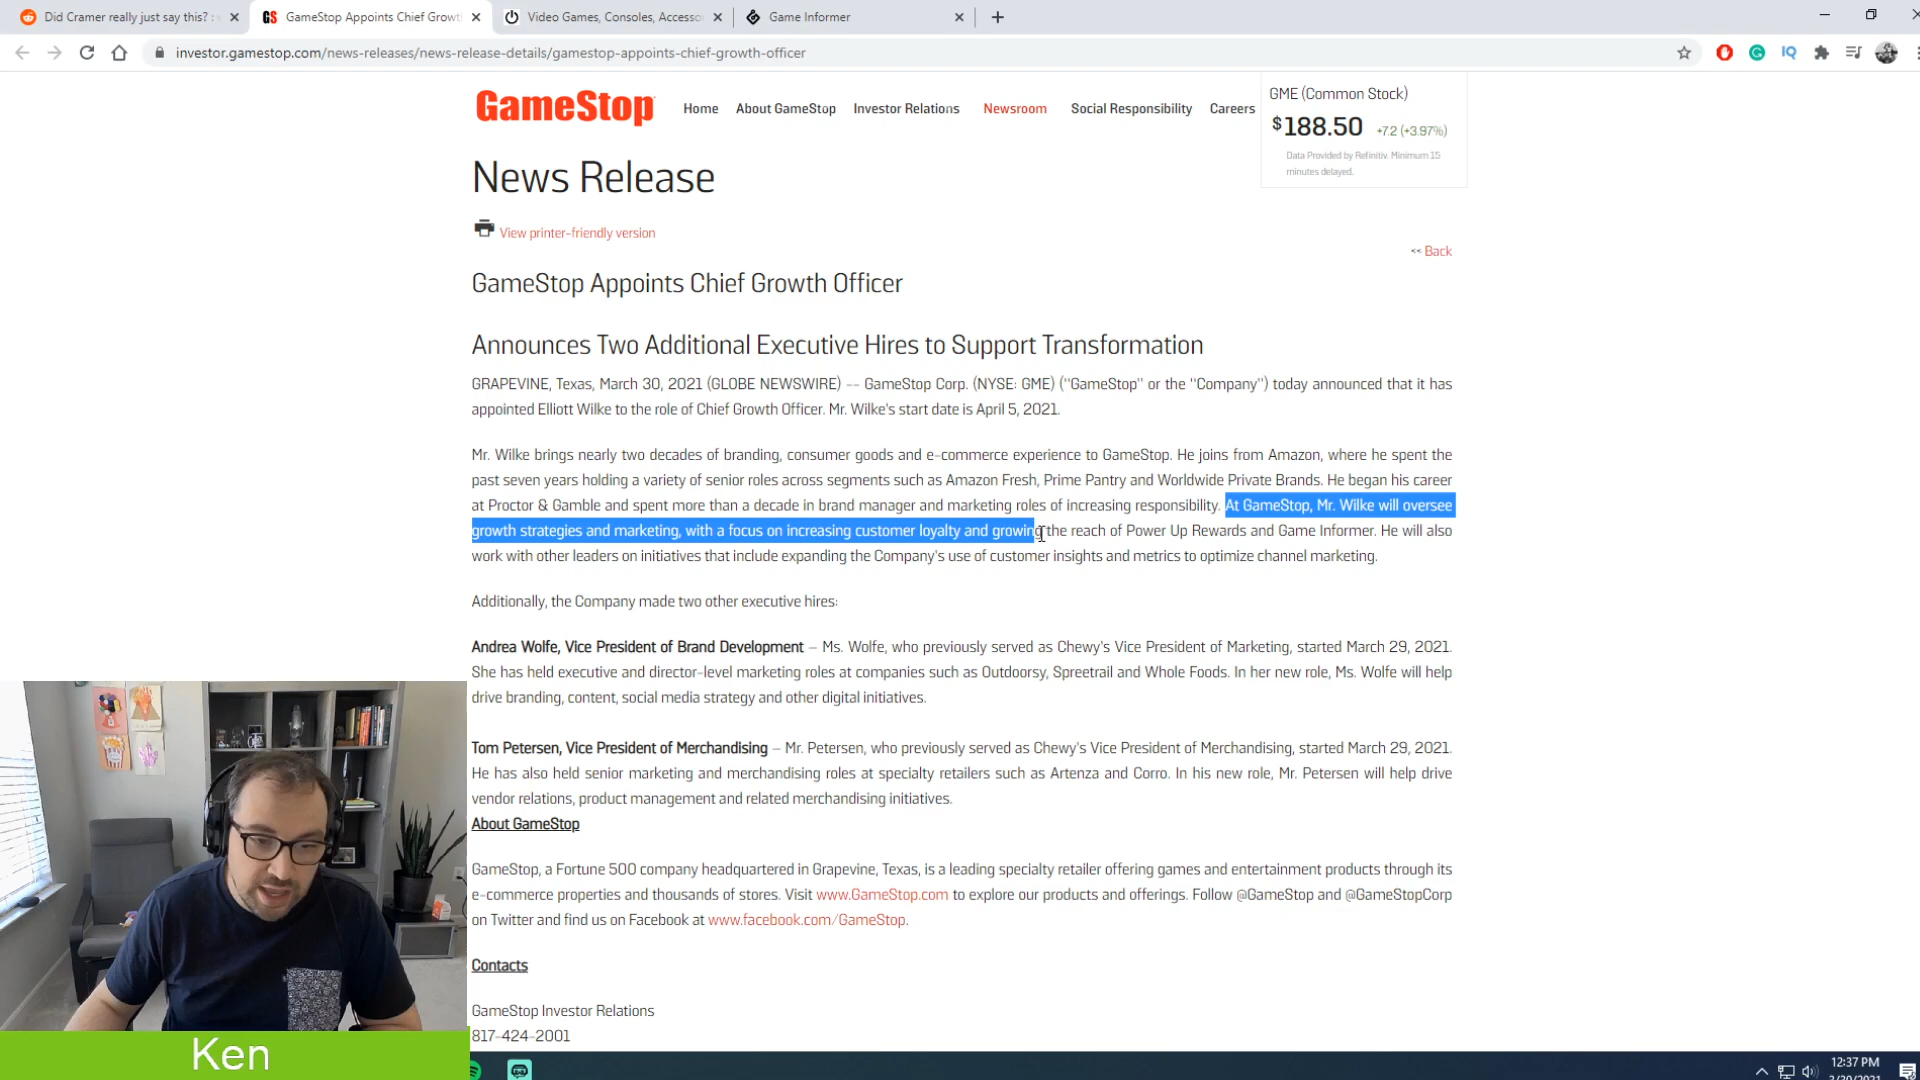 Did Cramer really just say this? :
GameStop Appoints Chief Growt
Video Games, Consoles, Accesso
Game Informer
investor.gamestop.com/news-releases/news-release-details/gamestop-appoints-chief-growth-officer
GameStop
Home About GameStop Investor Relations Newsroom Social Responsibility Careers
GME (Common Stock)
$188.50 +7.2 (+3.97%)
Data Provided by Refinitiv. Minimum 15
minutes delayed.
News Release
View printer-friendly version
<< Back
GameStop Appoints Chief Growth Officer
Announces Two Additional Executive Hires to Support Transformation
GRAPEVINE, Texas, March 30, 2021 (GLOBE NEWSWIRE) -- GameStop Corp. (NYSE: GME) ("GameStop" or the "Company") today announced that it has
appointed Elliott Wilke to the role of Chief Growth Officer. Mr. Wilke's start date is April 5, 2021.
Mr. Wilke brings nearly two decades of branding, consumer goods and e-commerce experience to GameStop. He joins from Amazon, where he spent the
past seven years holding a variety of senior roles across segments such as Amazon Fresh, Prime Pantry and Worldwide Private Brands. He began his career
at Proctor & Gamble and spent more than a decade in brand manager and marketing roles of increasing responsibility. At GameStop, Mr. Wilke will oversee
growth strategies and marketing, with a focus on increasing customer loyalty and growing the reach of Power Up Rewards and Game Informer. He will also
work with other leaders on initiatives that include expanding the Company's use of customer insights and metrics to optimize channel marketing.
Additionally, the Company made two other executive hires:
Andrea Wolfe, Vice President of Brand Development – Ms. Wolfe, who previously served as Chewy's Vice President of Marketing, started March 29, 2021.
She has held executive and director-level marketing roles at companies such as Outdoorsy, Spreetrail and Whole Foods. In her new role, Ms. Wolfe will help
drive branding, content, social media strategy and other digital initiatives.
Tom Petersen, Vice President of Merchandising – Mr. Petersen, who previously served as Chewy's Vice President of Merchandising, started March 29, 2021.
He has also held senior marketing and merchandising roles at specialty retailers such as Artenza and Corro. In his new role, Mr. Petersen will help drive
vendor relations, product management and related merchandising initiatives.
About GameStop
GameStop, a Fortune 500 company headquartered in Grapevine, Texas, is a leading specialty retailer offering games and entertainment products through its
e-commerce properties and thousands of stores. Visit www.GameStop.com to explore our products and offerings. Follow @GameStop and @GameStopCorp
on Twitter and find us on Facebook at www.facebook.com/GameStop.
Contacts
GameStop Investor Relations
817-424-2001
Ken
12:37 PM